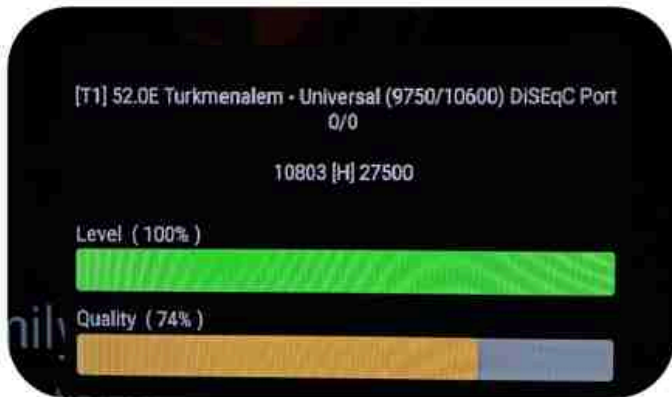 [T1] 52.0E Turkmenalem - Universal (9750/10600) DiSEqC Port
0/0
10803 [H] 27500
Level ( 100% )
Quality ( 74% )